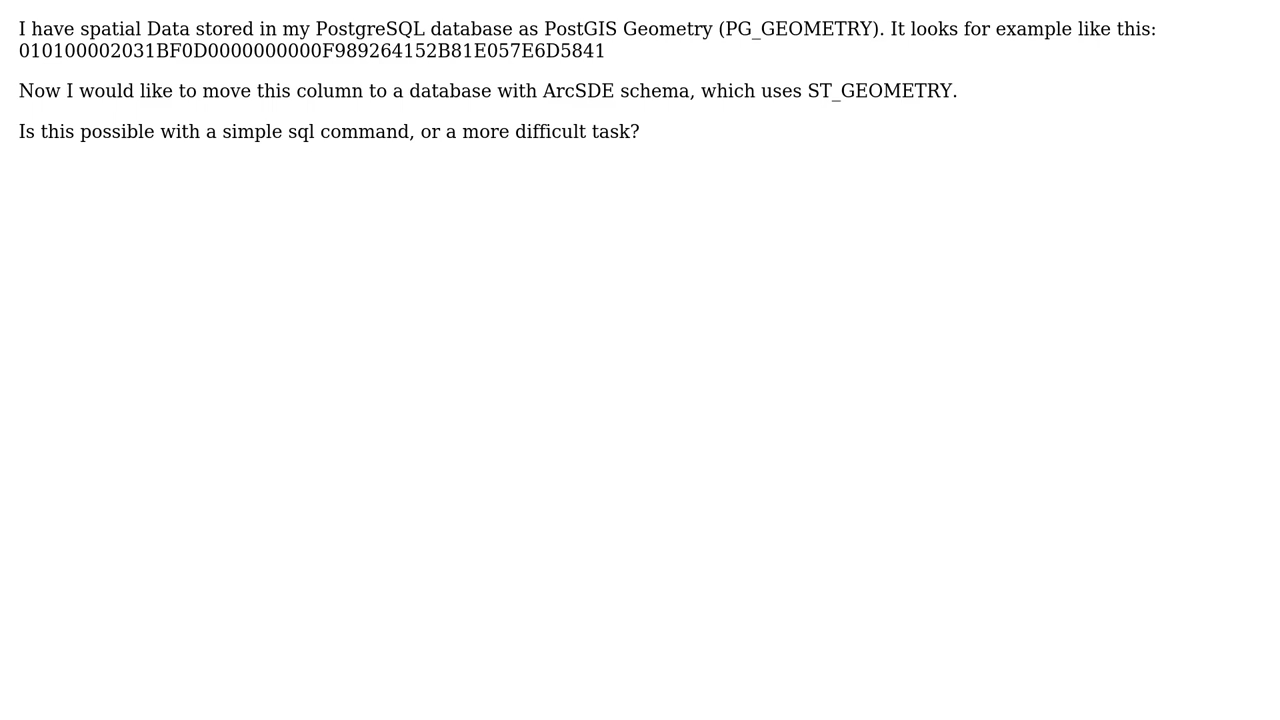 I have spatial Data stored in my PostgreSQL database as PostGIS Geometry (PG_GEOMETRY). It looks for example like this:
010100002031BF0D0000000000F989264152B81E057E6D5841
Now I would like to move this column to a database with ArcSDE schema, which uses ST_GEOMETRY.
Is this possible with a simple sql command, or a more difficult task?